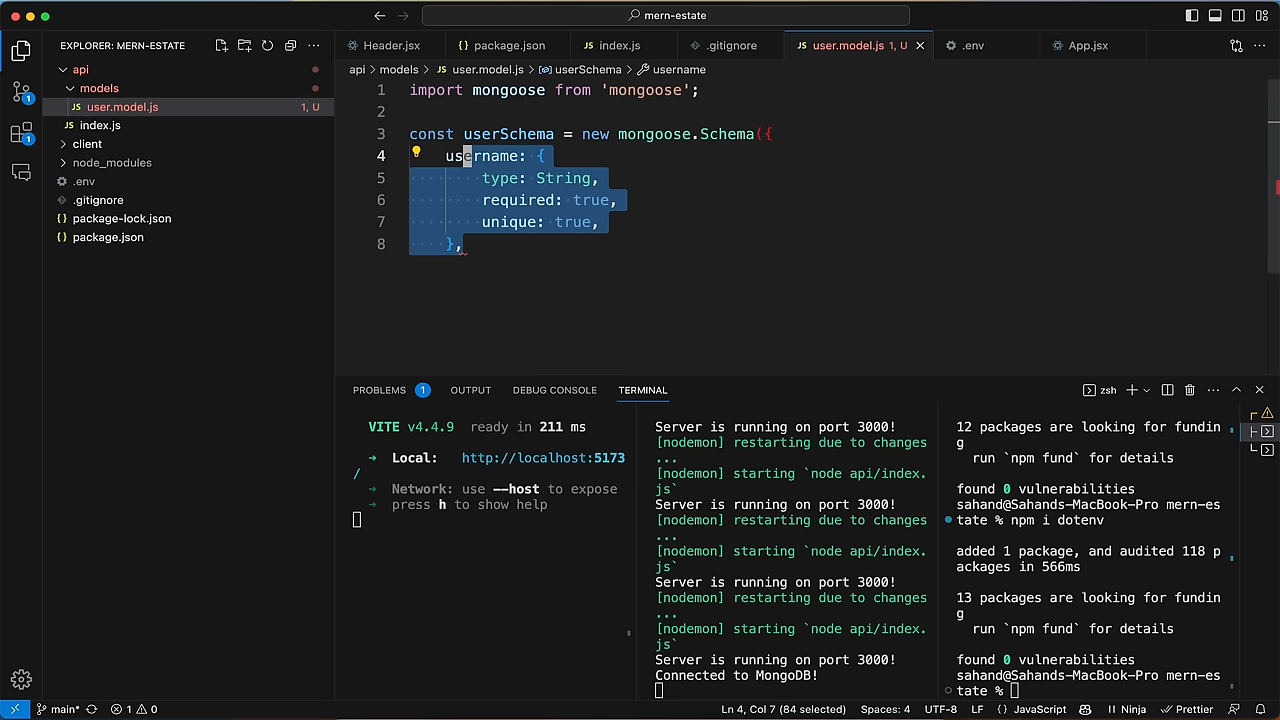 mern-estate
EXPLORER: MERN-ESTATE
api
models
JS user.model.js 1, U
JS index.js
client
node_modules
.env
.gitignore
{} package-lock.json
{} package.json
Header.jsx
{} package.json
JS index.js
.gitignore
JS user.model.js 1, U
.env
App.jsx
api > models > JS user.model.js > userSchema > username
1 import mongoose from 'mongoose';
2
3 const userSchema = new mongoose.Schema({
4 username: {
5 type: String,
6 required: true,
7 unique: true,
8 },
PROBLEMS 1 OUTPUT DEBUG CONSOLE TERMINAL
zsh
VITE v4.4.9 ready in 211 ms
➜ Local: http://localhost:5173
/
➜ Network: use --host to expose
➜ press h to show help
Server is running on port 3000!
[nodemon] restarting due to changes
...
[nodemon] starting `node api/index.
js`
Server is running on port 3000!
[nodemon] restarting due to changes
...
[nodemon] starting `node api/index.
js`
Server is running on port 3000!
[nodemon] restarting due to changes
...
[nodemon] starting `node api/index.
js`
Server is running on port 3000!
Connected to MongoDB!
12 packages are looking for fundin
g
run `npm fund` for details
found 0 vulnerabilities
sahand@Sahands-MacBook-Pro mern-es
tate % npm i dotenv
added 1 package, and audited 118 p
ackages in 566ms
13 packages are looking for fundin
g
run `npm fund` for details
found 0 vulnerabilities
sahand@Sahands-MacBook-Pro mern-es
tate %
1
1
main* 1 0 Ln 4, Col 7 (84 selected) Spaces: 4 UTF-8 LF {} JavaScript Ninja Prettier